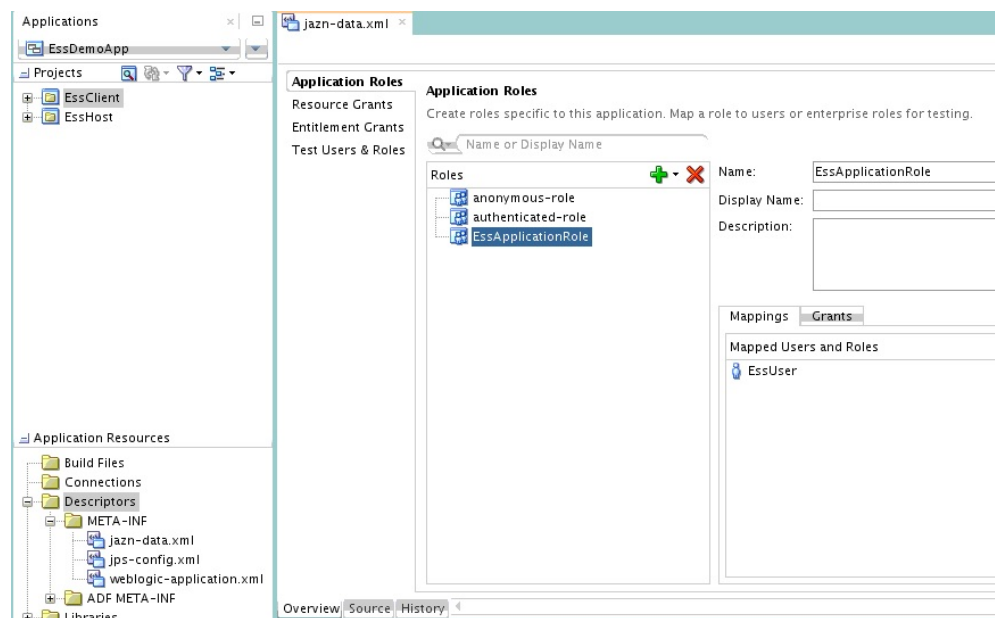 Applications
EssDemoApp
Projects
EssClient
EssHost
Application Resources
Build Files
Connections
Descriptors
META-INF
jazn-data.xml
jps-config.xml
weblogic-application.xml
ADF META-INF
Libraries
jazn-data.xml
Application Roles
Resource Grants
Entitlement Grants
Test Users & Roles
Application Roles
Create roles specific to this application. Map a role to users or enterprise roles for testing.
Name or Display Name
Roles
anonymous-role
authenticated-role
EssApplicationRole
Name: EssApplicationRole
Display Name:
Description:
Mappings Grants
Mapped Users and Roles
EssUser
Overview Source History